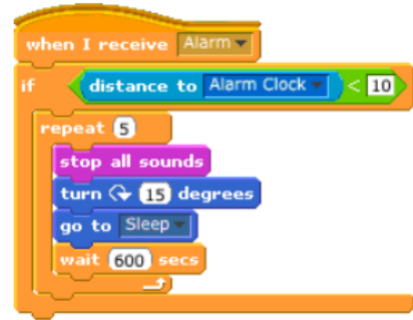 when I receive Alarm
if distance to Alarm Clock < 10
repeat 5
stop all sounds
turn 15 degrees
go to Sleep
wait 600 secs